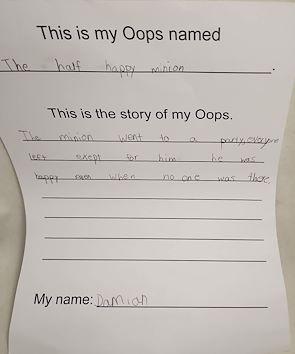 This is my Oops named
The half happy minion.
This is the story of my Oops.
The minion went to a party, everyone
left exept for him he was
happy even when no one was there,
My name: Damian